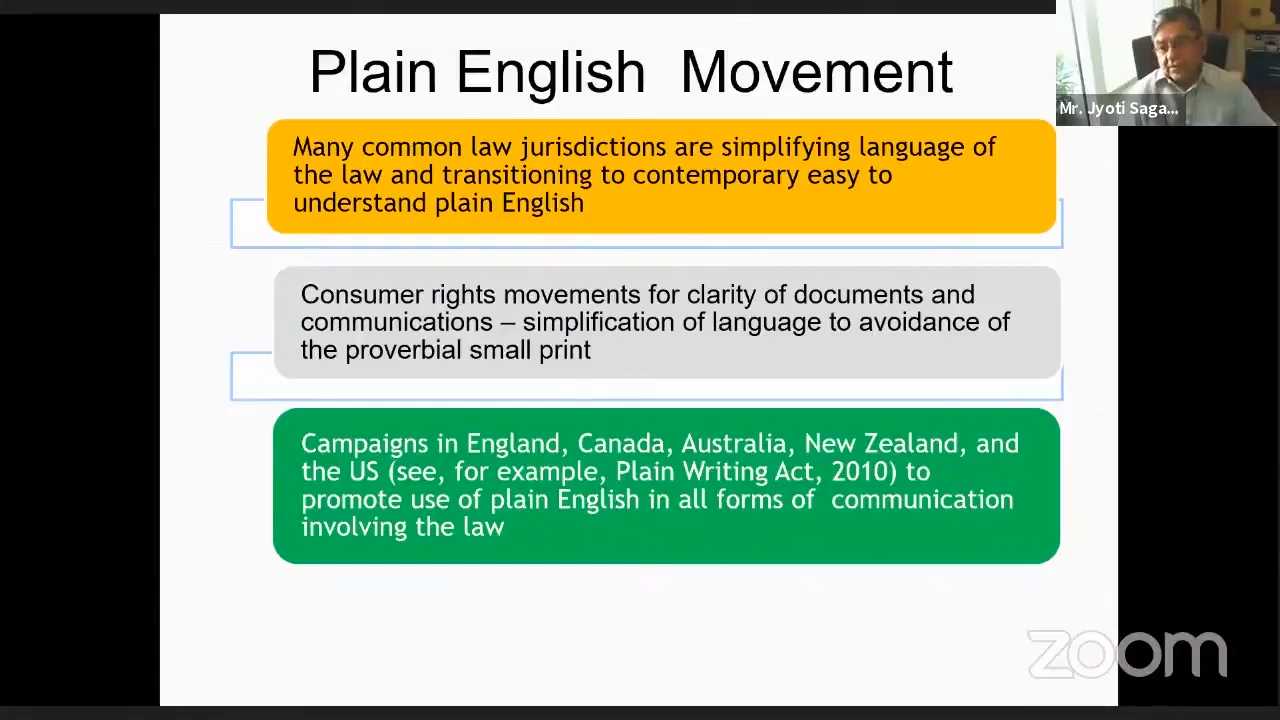 Plain English Movement
Mr. Jyoti Saga...
Many common law jurisdictions are simplifying language of
the law and transitioning to contemporary easy to
understand plain English
Consumer rights movements for clarity of documents and
communications – simplification of language to avoidance of
the proverbial small print
Campaigns in England, Canada, Australia, New Zealand, and
the US (see, for example, Plain Writing Act, 2010) to
promote use of plain English in all forms of communication
involving the law
zoom